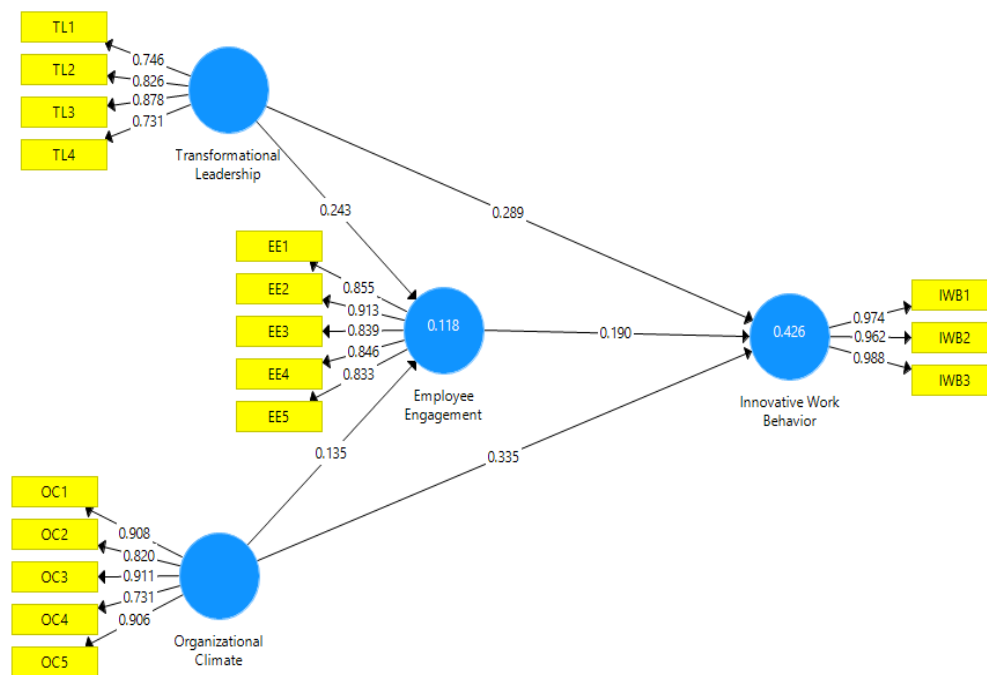 TL1
0.746
TL2
0.826
0.878
TL3
0.731
TL4
Transformational
Leadership
0.243
0.289
EE1
0.855
EE2
0.913
EE3
0.839
0.846
EE4
0.833
EE5
0.118
Employee
Engagement
0.190
0.426
Innovative Work
Behavior
IWB1
0.974
0.962
IWB2
0.988
IWB3
0.135
0.335
OC1
0.908
OC2
0.820
OC3
0.911
0.731
OC4
0.906
OC5
Organizational
Climate